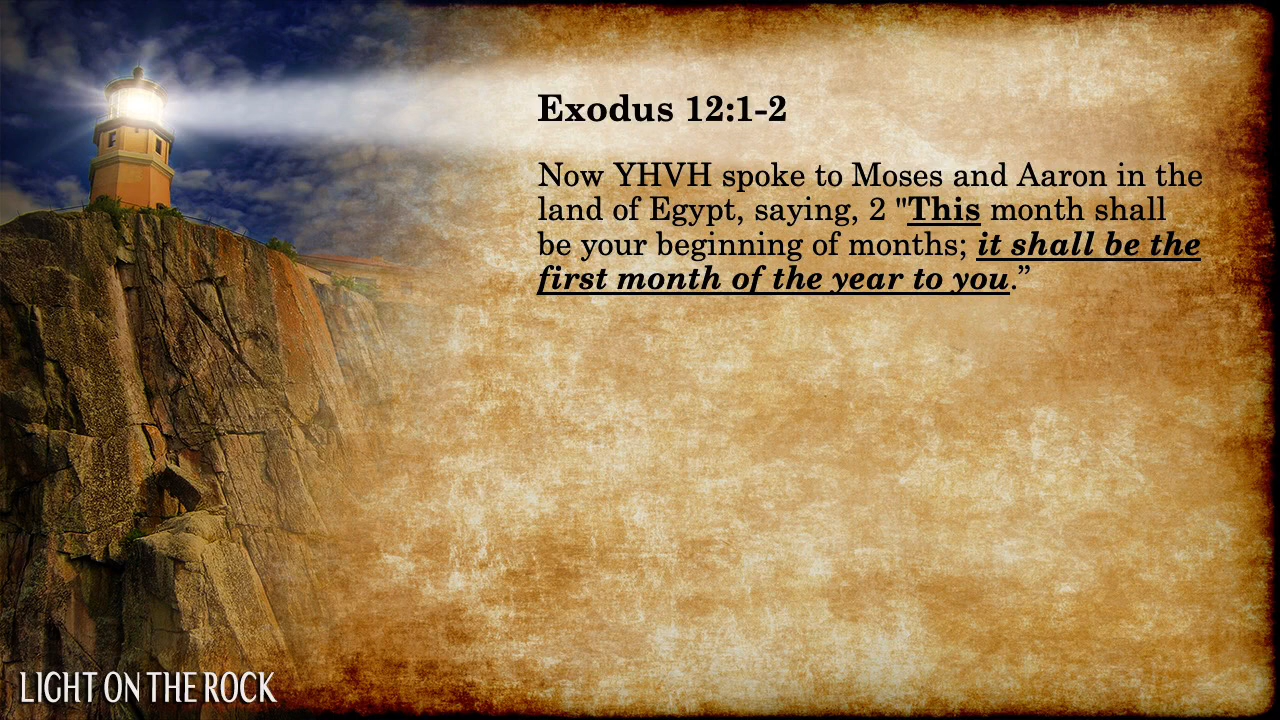 Exodus 12:1-2
Now YHVH spoke to Moses and Aaron in the
land of Egypt, saying, 2 "This month shall
be your beginning of months; it shall be the
first month of the year to you.”
LIGHT ON THE ROCK